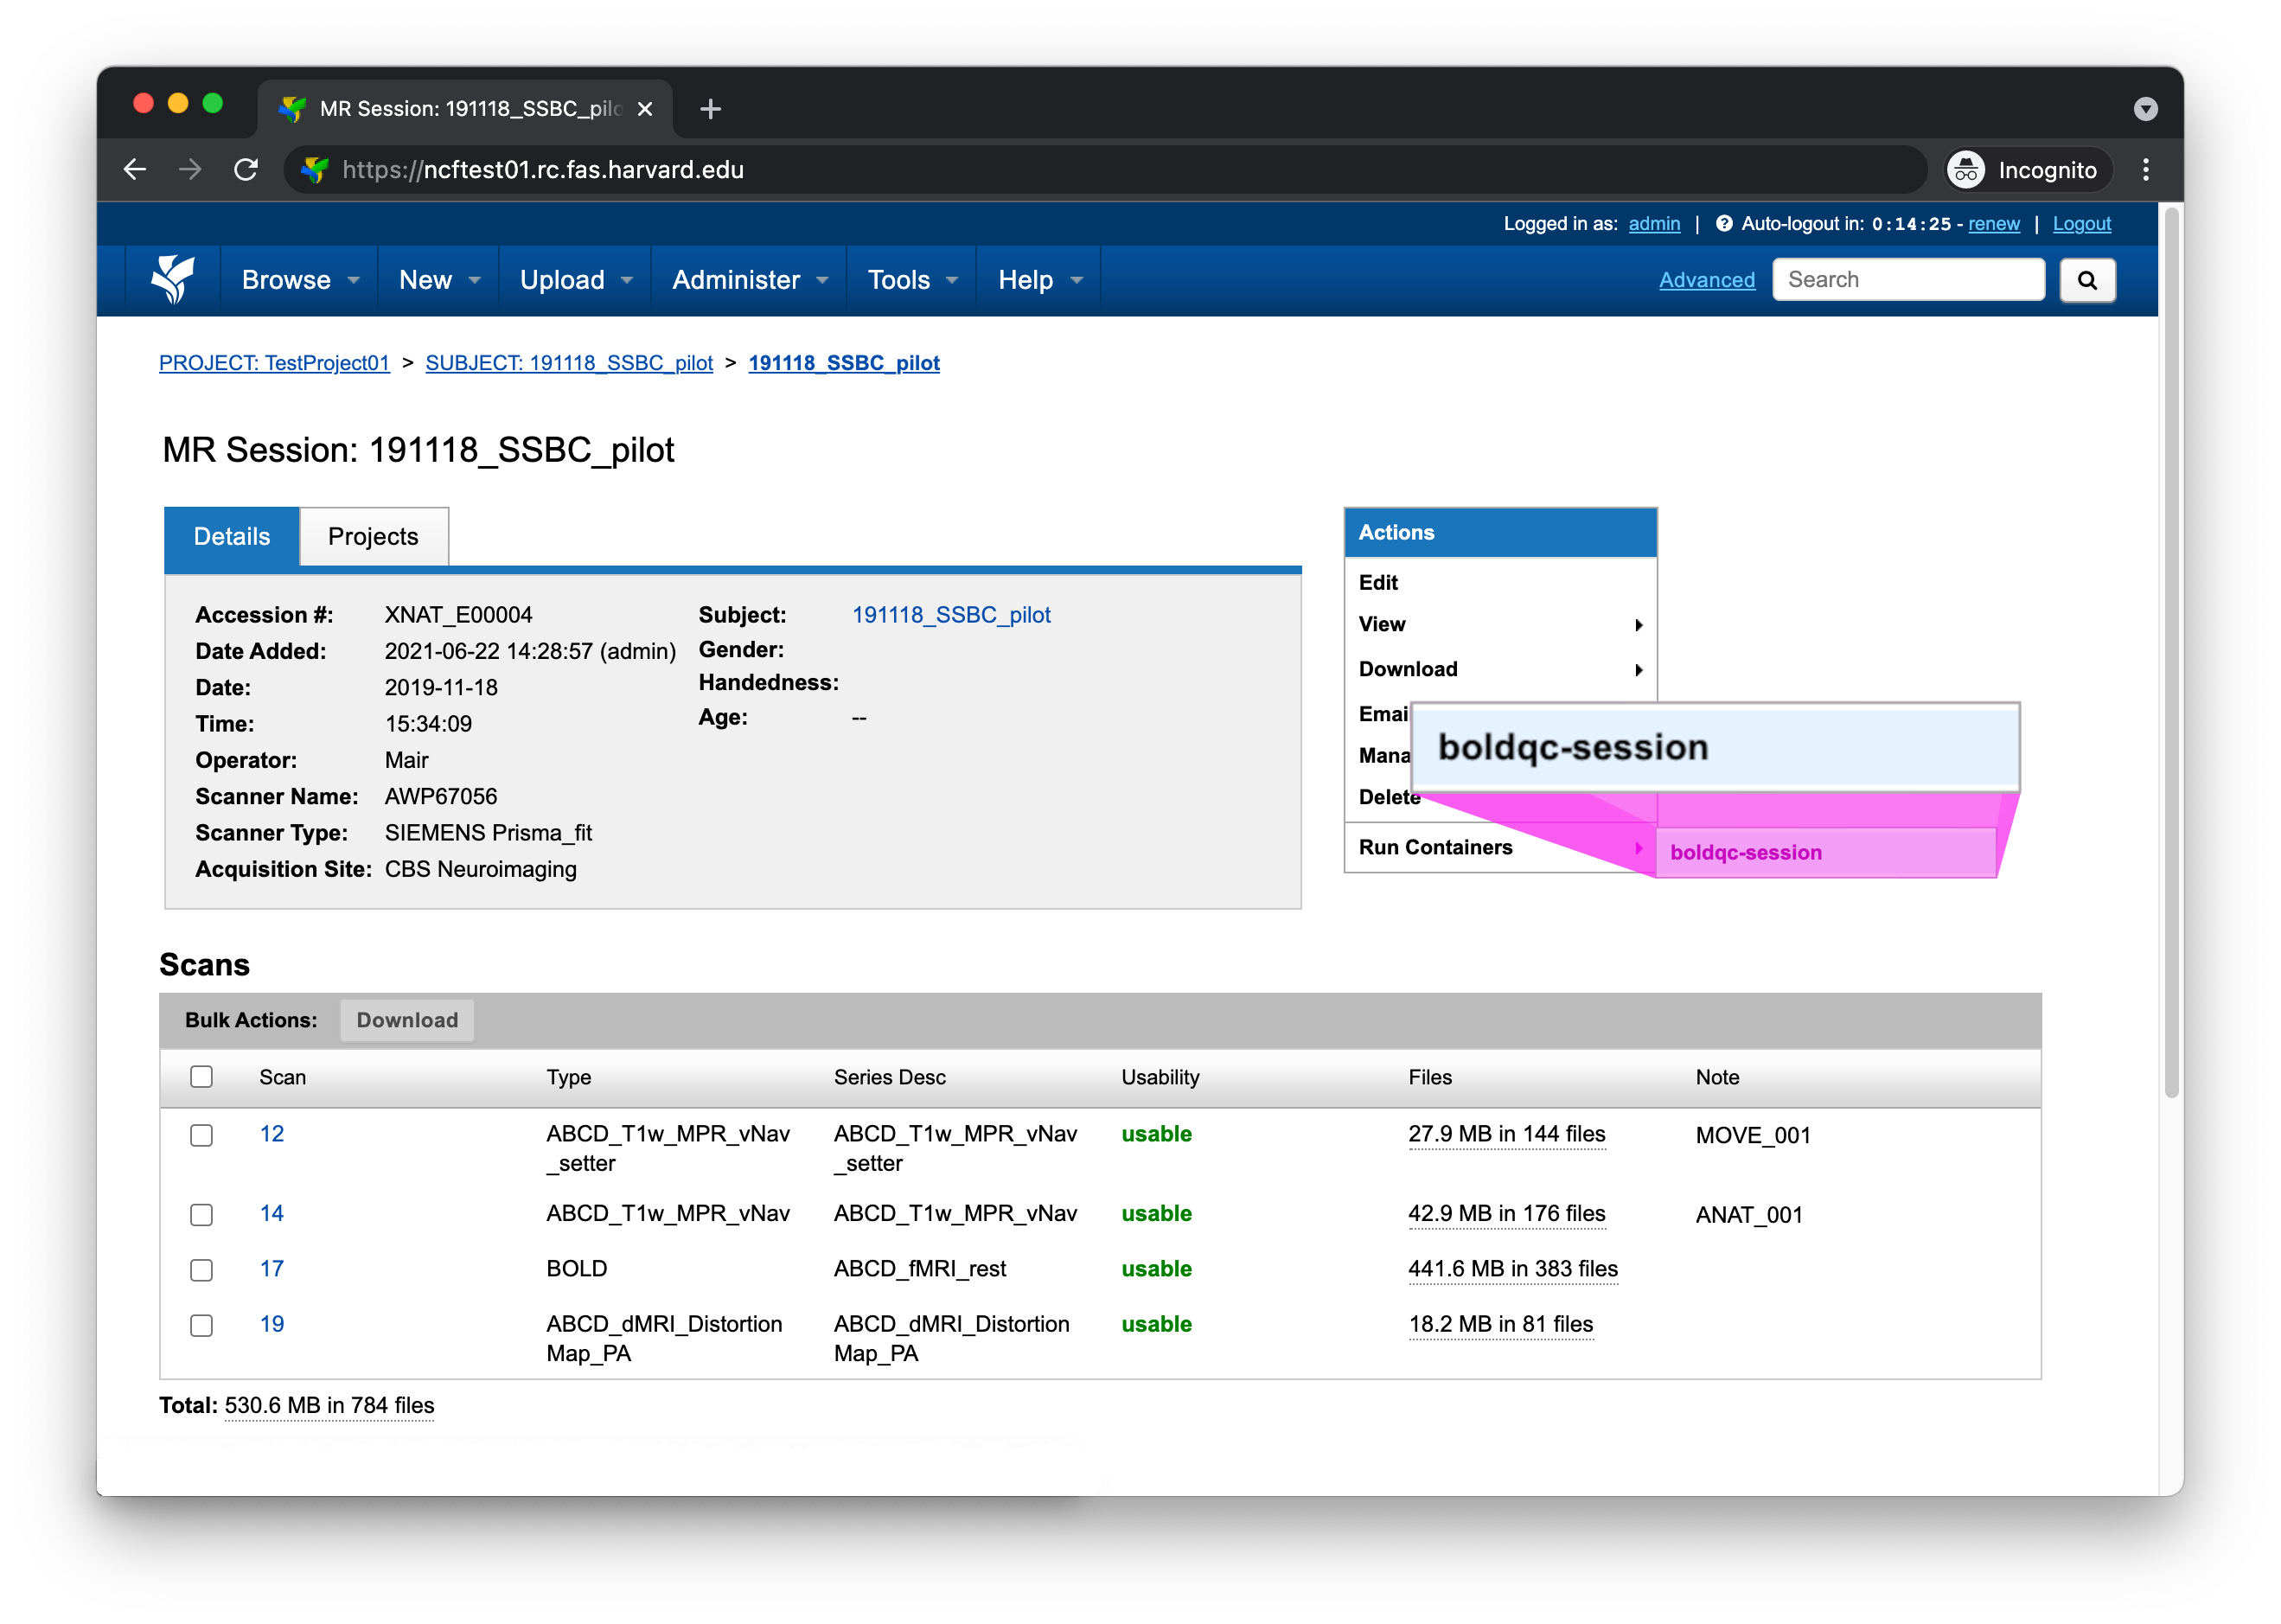 MR Session: 191118_SSBC_pilo
https://ncftest01.rc.fas.harvard.edu
Incognito
Logged in as: admin | Auto-logout in: 0:14:25 - renew | Logout
Browse New Upload Administer Tools Help Advanced Search
PROJECT: TestProject01 > SUBJECT: 191118_SSBC_pilot > 191118_SSBC_pilot
MR Session: 191118_SSBC_pilot
Details Projects
Accession #: XNAT_E00004
Date Added: 2021-06-22 14:28:57 (admin)
Date: 2019-11-18
Time: 15:34:09
Operator: Mair
Scanner Name: AWP67056
Scanner Type: SIEMENS Prisma_fit
Acquisition Site: CBS Neuroimaging
Subject: 191118_SSBC_pilot
Gender:
Handedness:
Age: --
Actions
Edit
View
Download
Emai
Mana
Delete
Run Containers
boldqc-session
boldqc-session
Scans
Bulk Actions: Download
Scan Type Series Desc Usability Files Note
12 ABCD_T1w_MPR_vNav ABCD_T1w_MPR_vNav usable 27.9 MB in 144 files MOVE_001
_setter _setter
14 ABCD_T1w_MPR_vNav ABCD_T1w_MPR_vNav usable 42.9 MB in 176 files ANAT_001
17 BOLD ABCD_fMRI_rest usable 441.6 MB in 383 files
19 ABCD_dMRI_Distortion ABCD_dMRI_Distortion usable 18.2 MB in 81 files
Map_PA Map_PA
Total: 530.6 MB in 784 files